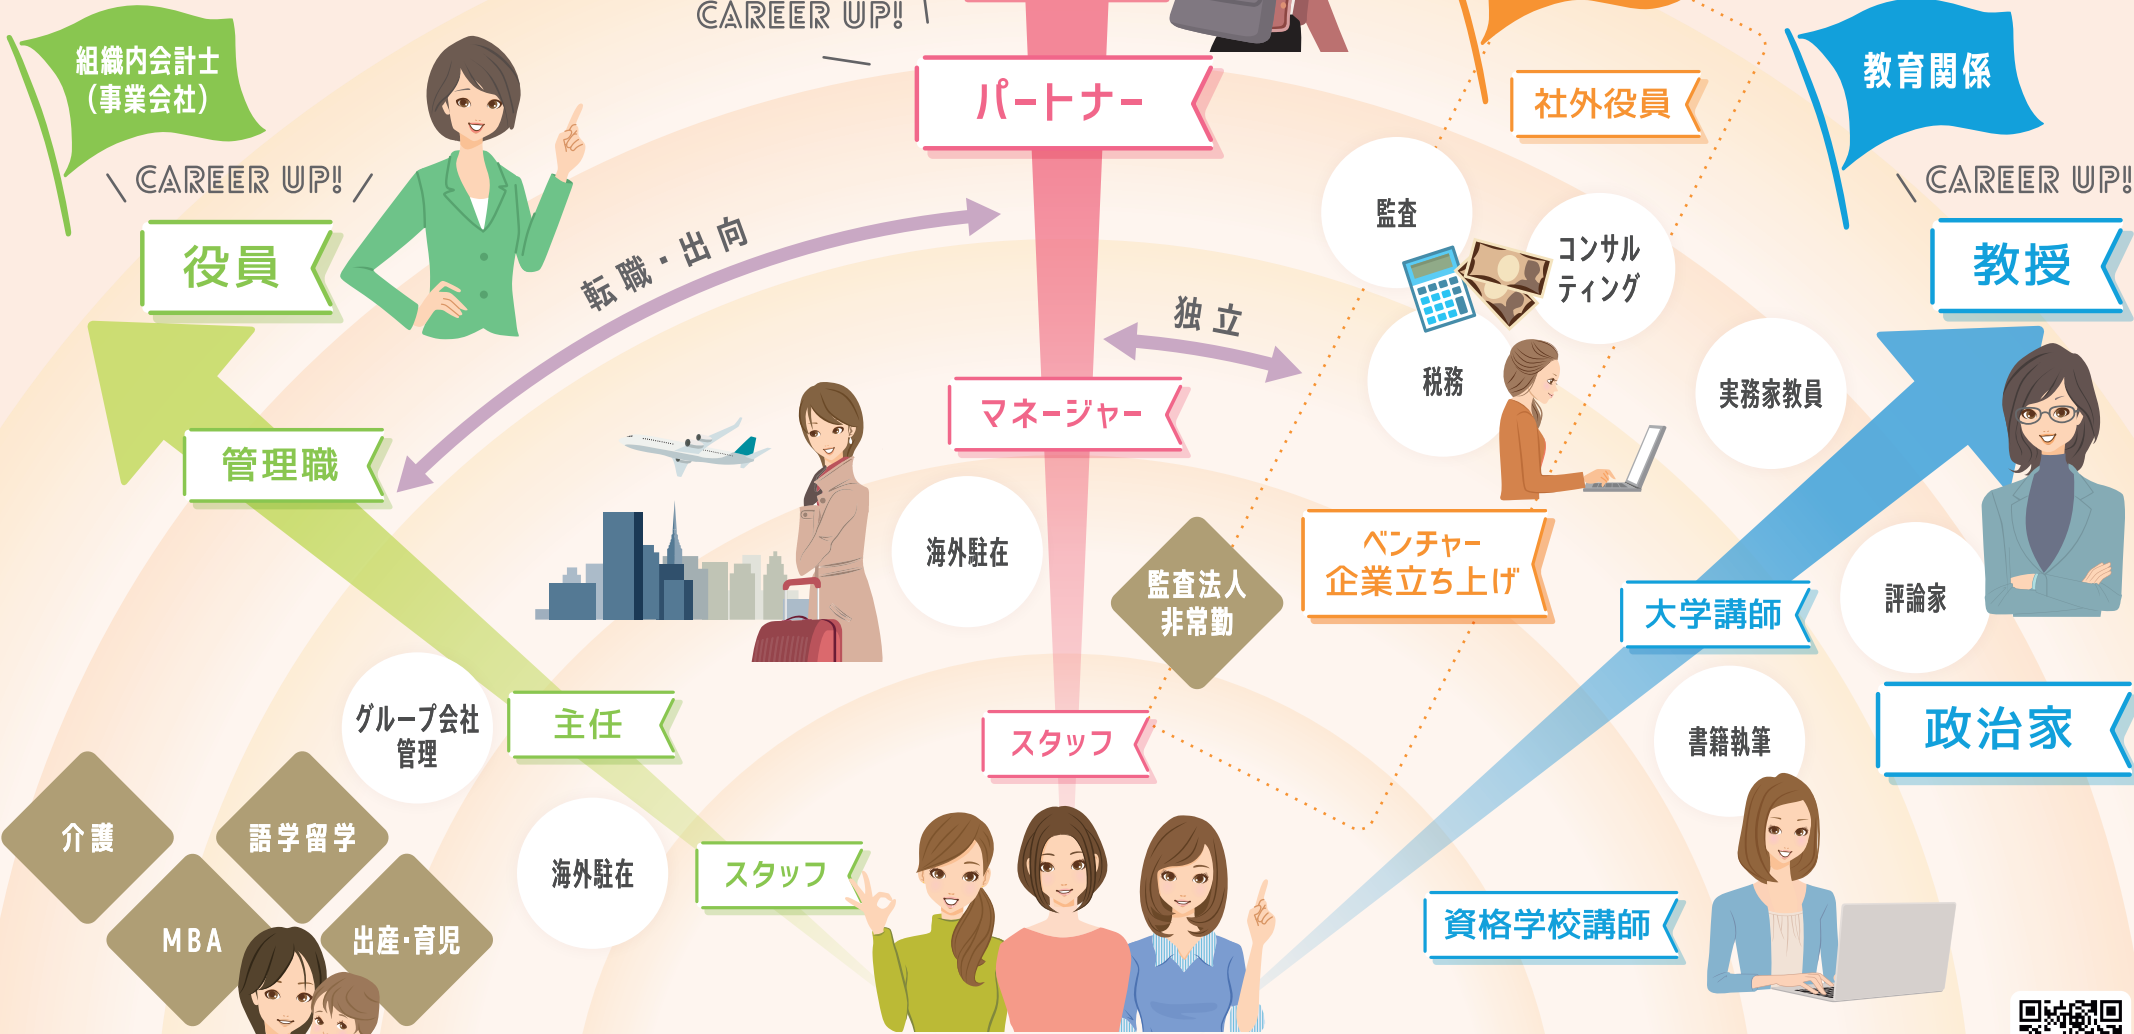 CAREER UP!
組織内会計士
（事業会社）
CAREER UP!
役員
管理職
グループ会社
管理
主任
海外駐在
スタッフ
介護
語学留学
MBA
出産・育児
転職・出向
パートナー
マネージャー
海外駐在
スタッフ
独立
監査法人
非常勤
社外役員
監査
コンサル
ティング
税務
ベンチャー
企業立ち上げ
教育関係
CAREER UP!
教授
実務家教員
大学講師
評論家
書籍執筆
政治家
資格学校講師